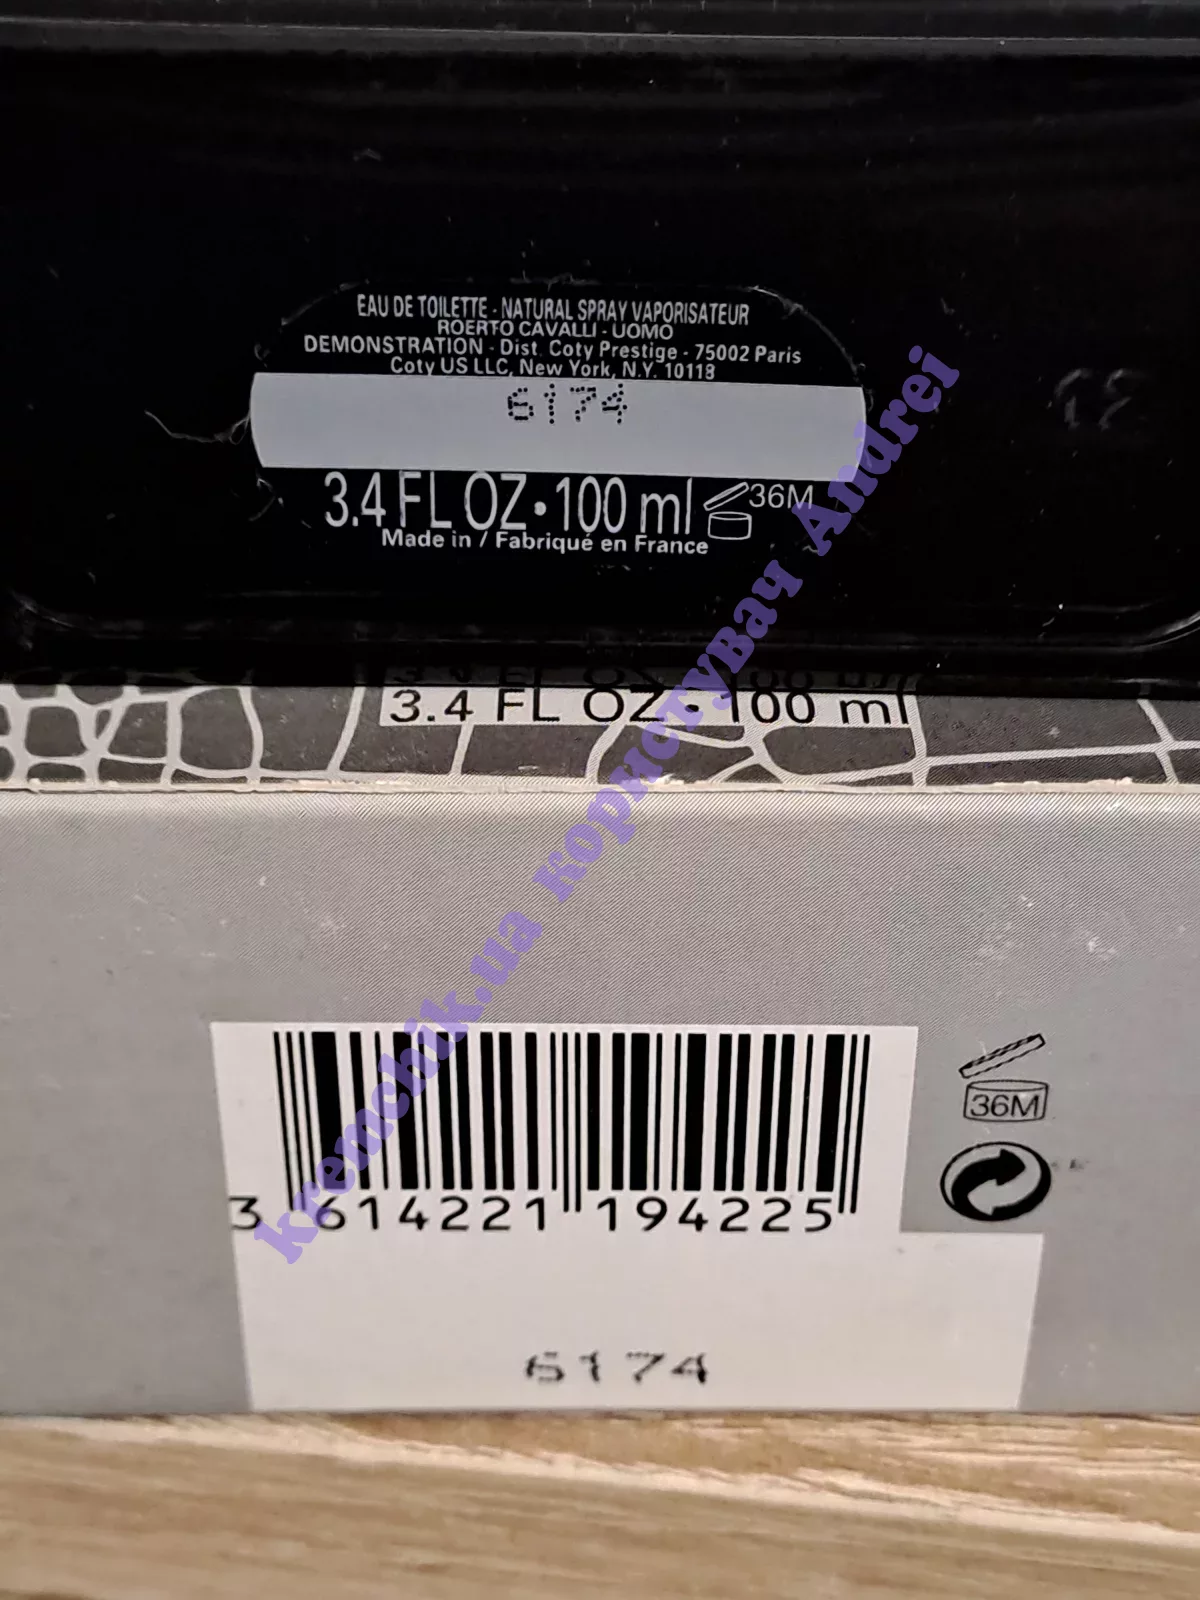 EAU DE TOILETTE - NATURAL SPRAY VAPORISATEUR
ROERTO CAVALLI - UOMO
DEMONSTRATION - Dist. Coty Prestige - 75002 Paris
Coty US LLC, New York, N.Y. 10118
6174
3.4 FL OZ • 100 ml 36M
Made in / Fabriqué en France
3.4 FL OZ • 100 ml
kremchik.ua користувач Andrei
36M
3 614221 194225
6174